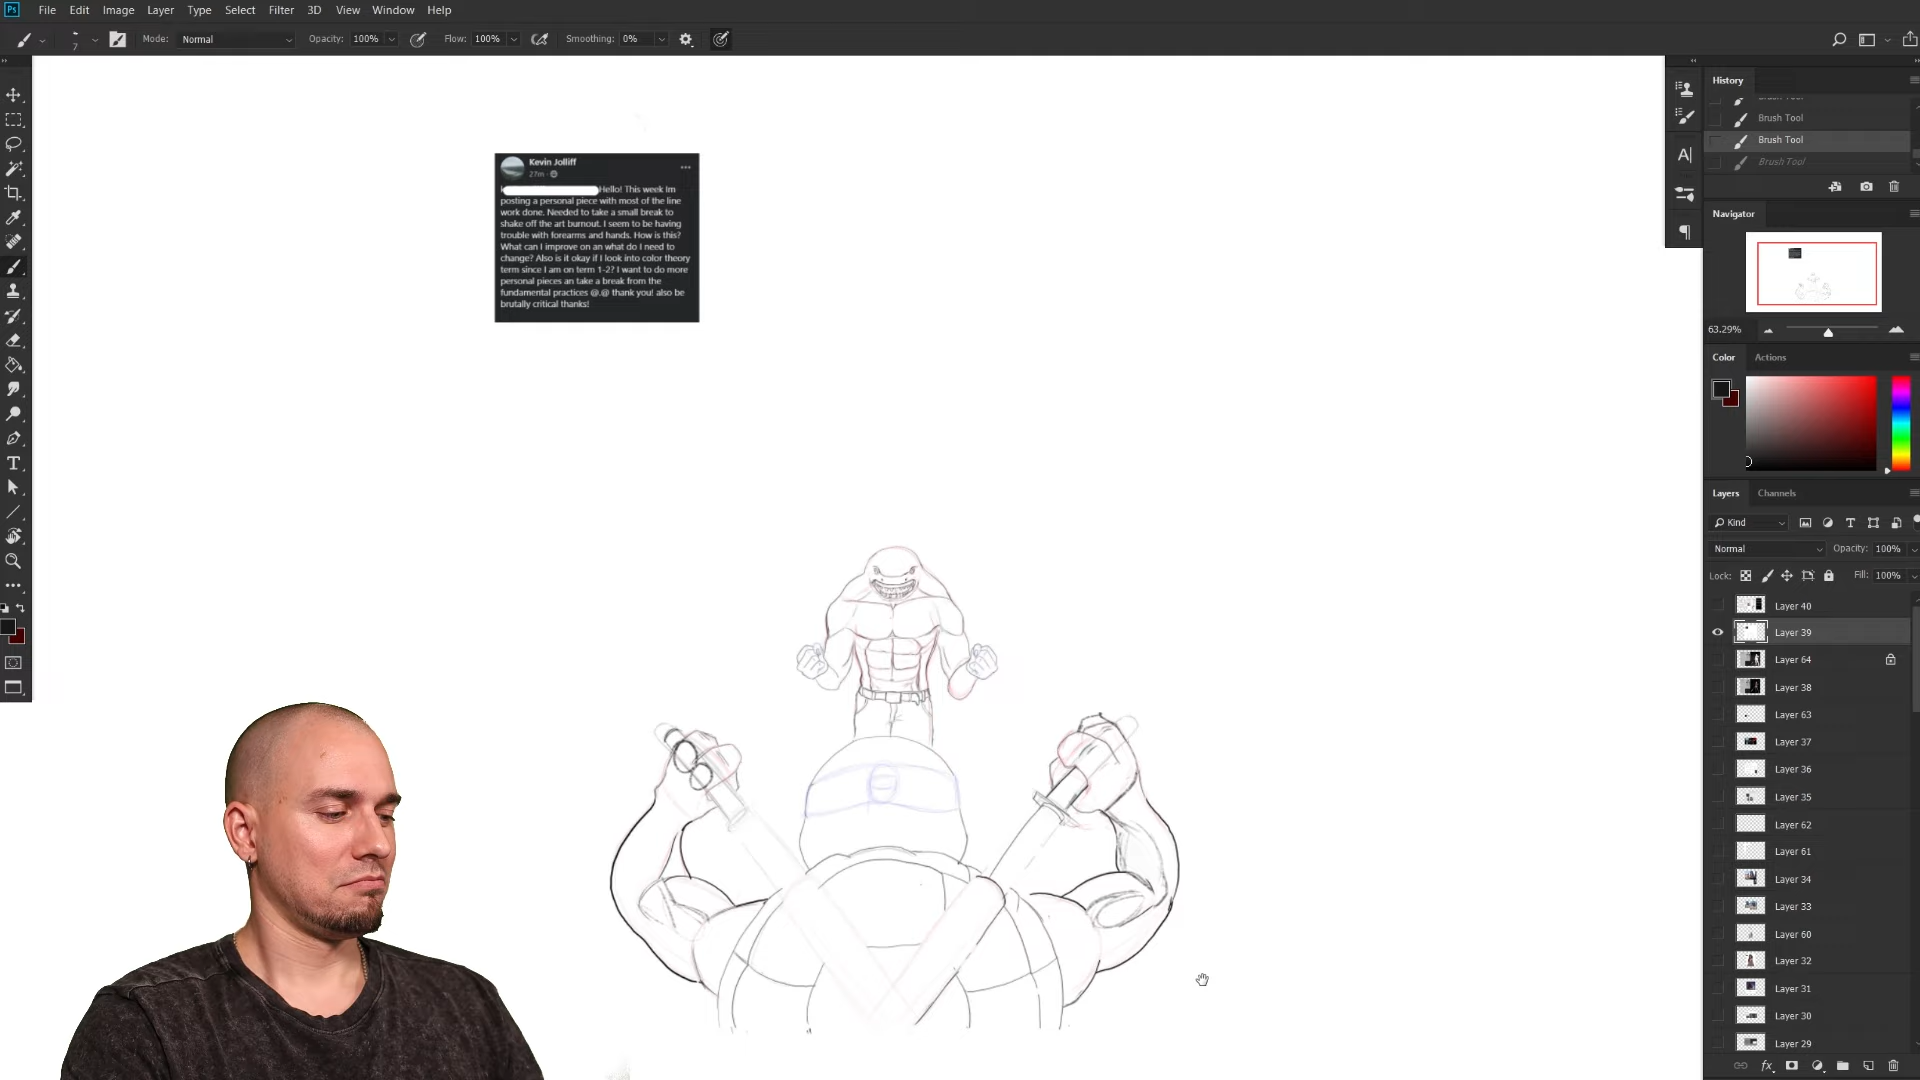 Ps File Edit Image Layer Type Select Filter 3D View Window Help
7 Mode: Normal Opacity: 100% Flow: 100% Smoothing: 0%
Kevin Jolliff
27m
Hello! This week Im
posting a personal piece with most of the line
work done. Needed to take a small break to
shake off the art burnout. I seem to be having
trouble with forearms and hands. How is this?
What can I improve on an what do I need to
change? Also is it okay if I look into color theory
term since I am on term 1-2? I want to do more
personal pieces an take a break from the
fundamental practices @.@ thank you! also be
brutally critical thanks!
History
Brush Tool
Brush Tool
Brush Tool
Navigator
63.29%
Color Actions
Layers Channels
Kind
Normal Opacity: 100%
Lock: Fill: 100%
Layer 40
Layer 39
Layer 64
Layer 38
Layer 63
Layer 37
Layer 36
Layer 35
Layer 62
Layer 61
Layer 34
Layer 33
Layer 60
Layer 32
Layer 31
Layer 30
Layer 29
fx